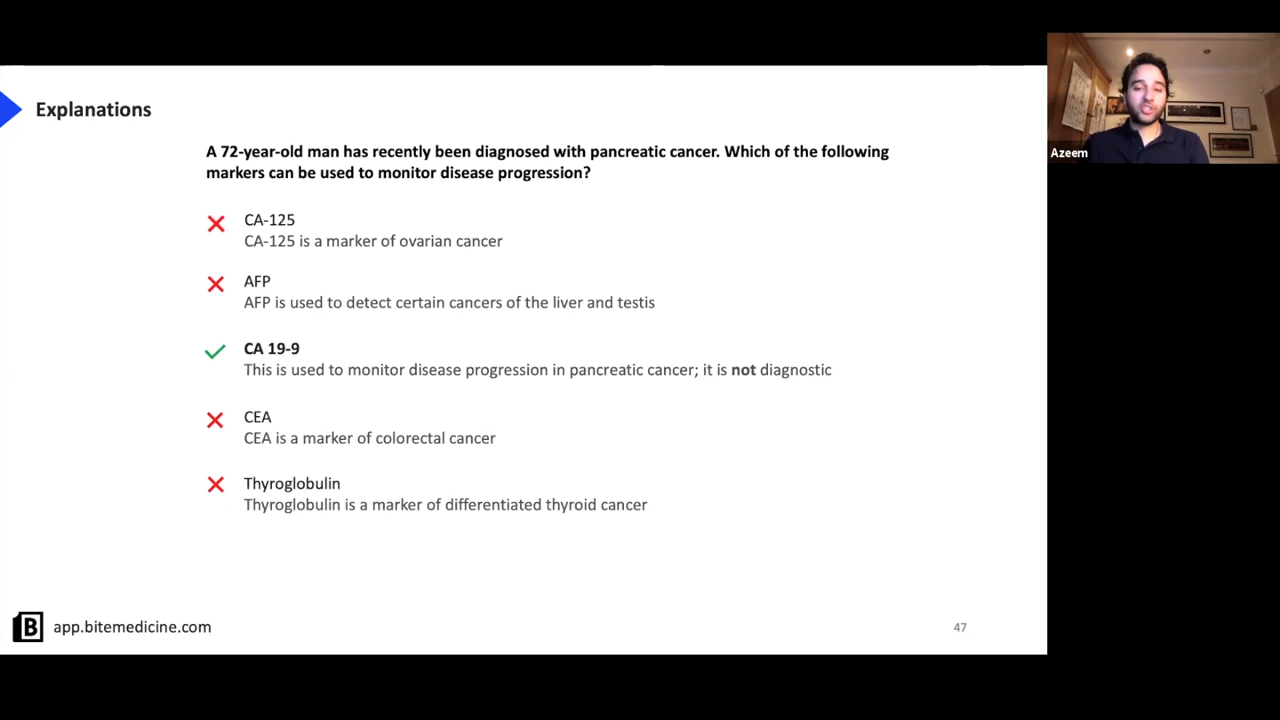 Explanations
A 72-year-old man has recently been diagnosed with pancreatic cancer. Which of the following
markers can be used to monitor disease progression?
CA-125
CA-125 is a marker of ovarian cancer
AFP
AFP is used to detect certain cancers of the liver and testis
CA 19-9
This is used to monitor disease progression in pancreatic cancer; it is not diagnostic
CEA
CEA is a marker of colorectal cancer
Thyroglobulin
Thyroglobulin is a marker of differentiated thyroid cancer
B app.bitemedicine.com
47
Azeem